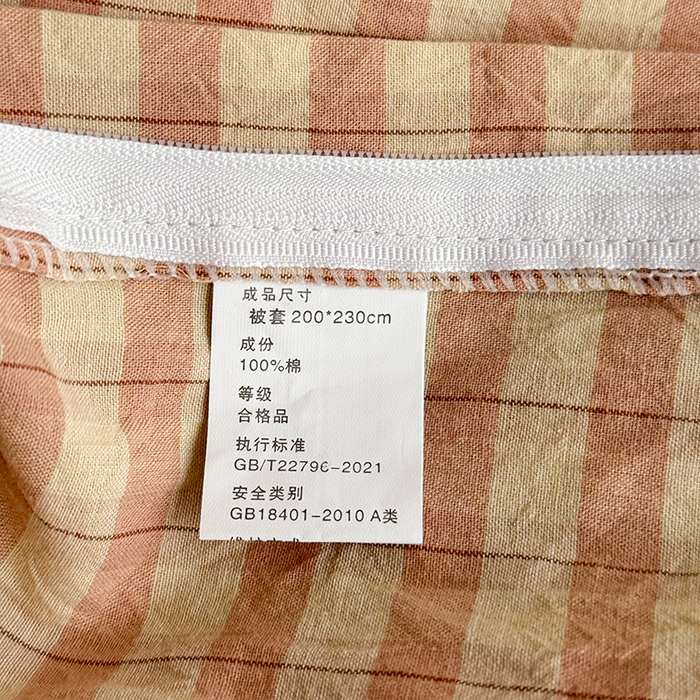 成品尺寸
被套 200*230cm
成份
100%棉
等级
合格品
执行标准
GB/T22796-2021
安全类别
GB18401-2010 A类